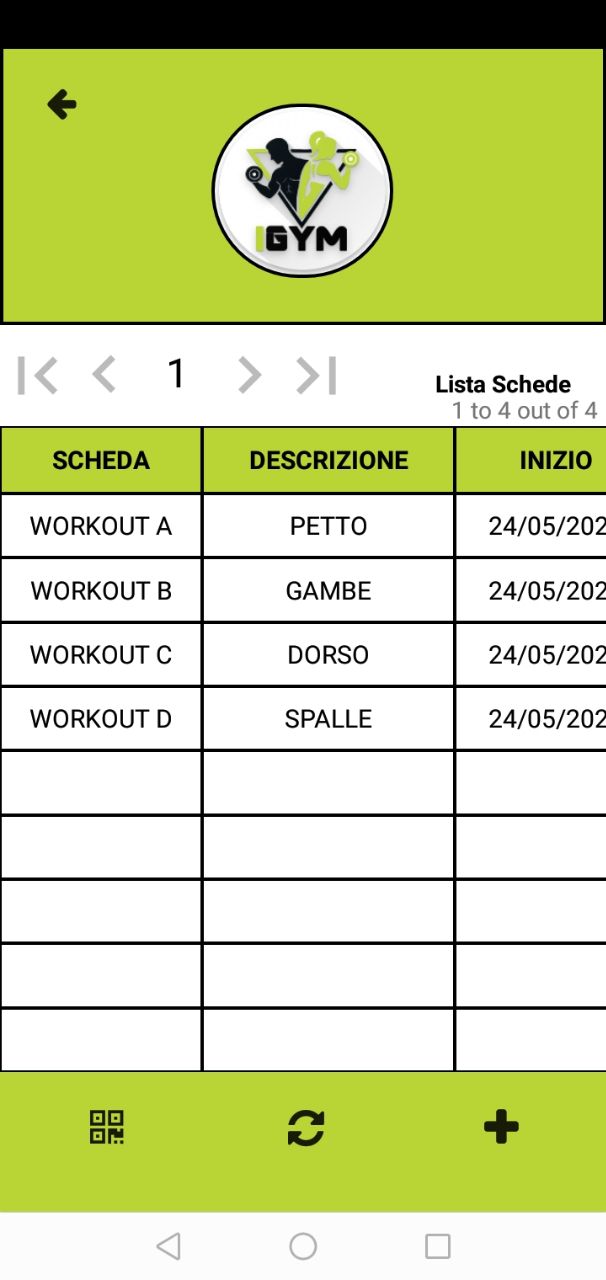 IGYM
1
Lista Schede
1 to 4 out of 4
SCHEDA DESCRIZIONE INIZIO
WORKOUT A PETTO 24/05/202
WORKOUT B GAMBE 24/05/202
WORKOUT C DORSO 24/05/202
WORKOUT D SPALLE 24/05/202